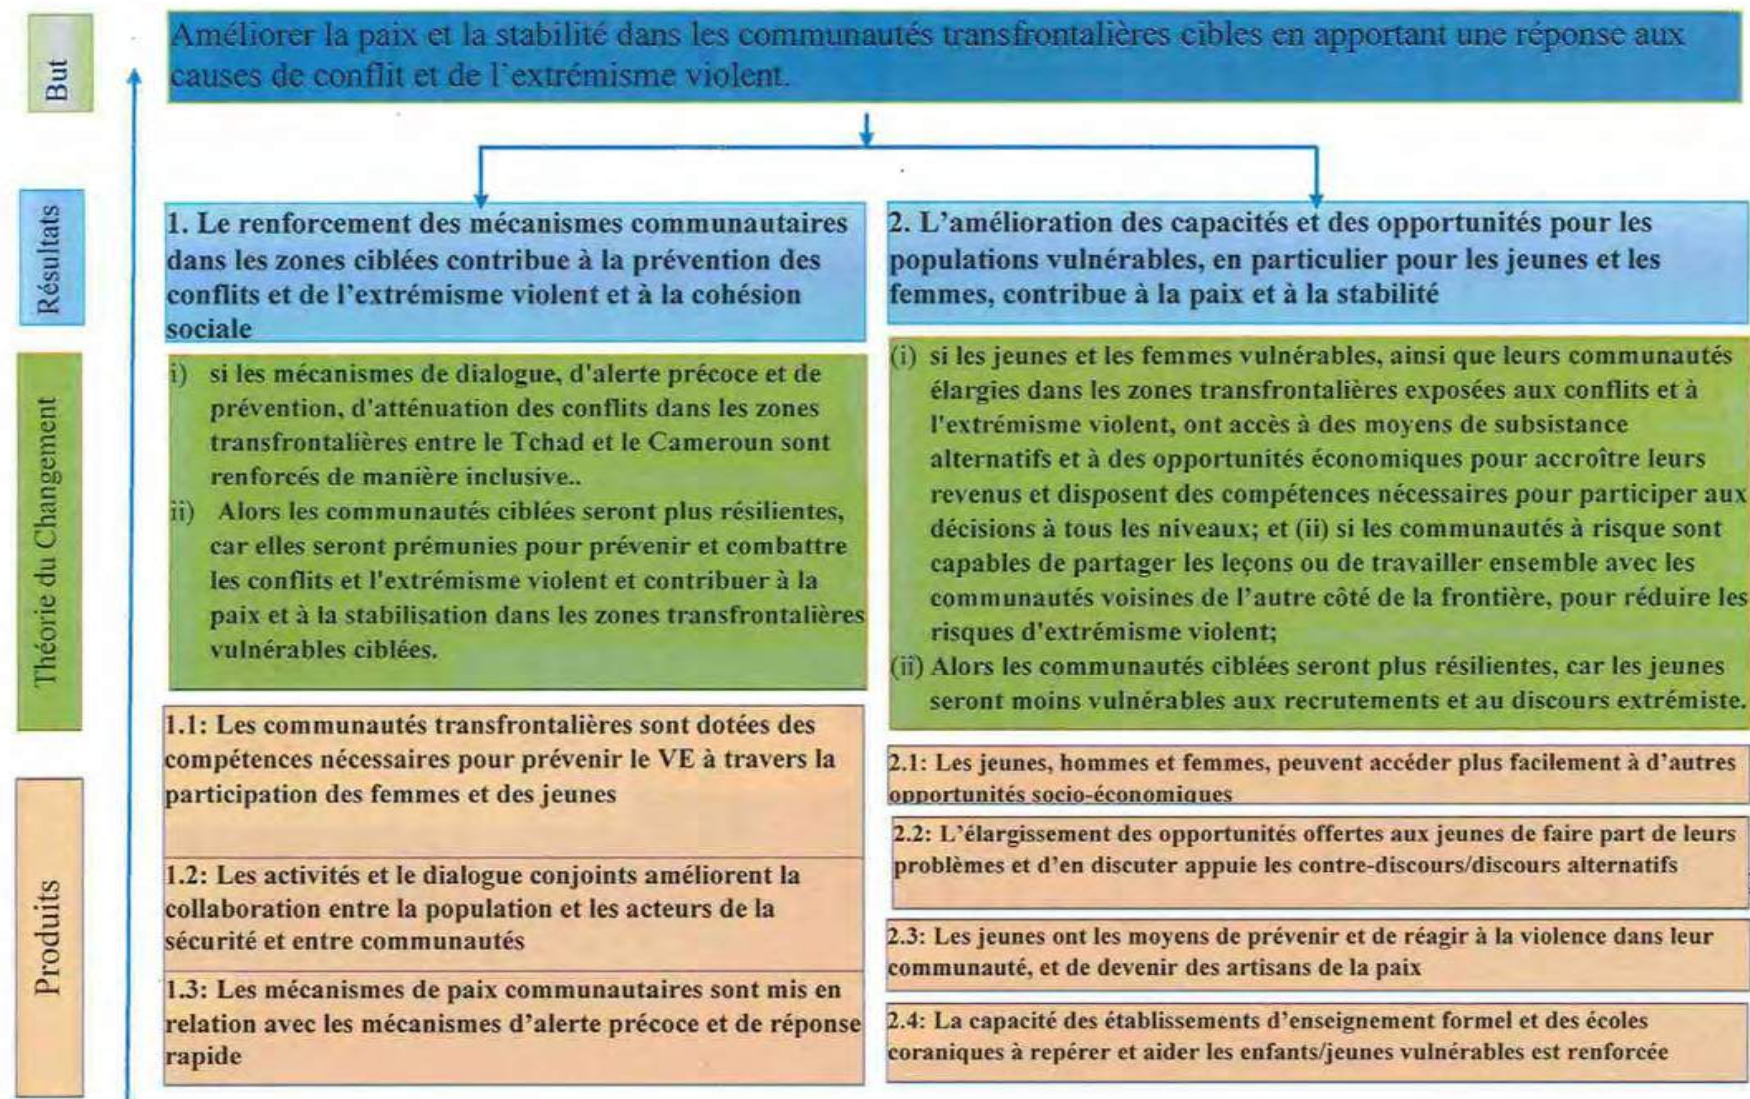 But
Améliorer la paix et la stabilité dans les communautés transfrontalières cibles en apportant une réponse aux
causes de conflit et de l'extrémisme violent.
Résultats
1. Le renforcement des mécanismes communautaires
dans les zones ciblées contribue à la prévention des
conflits et de l'extrémisme violent et à la cohésion
sociale
2. L'amélioration des capacités et des opportunités pour les
populations vulnérables, en particulier pour les jeunes et les
femmes, contribue à la paix et à la stabilité
Théorie du Changement
i) si les mécanismes de dialogue, d'alerte précoce et de
prévention, d'atténuation des conflits dans les zones
transfrontalières entre le Tchad et le Cameroun sont
renforcés de manière inclusive..
ii) Alors les communautés ciblées seront plus résilientes,
car elles seront prémunies pour prévenir et combattre
les conflits et l'extrémisme violent et contribuer à la
paix et à la stabilisation dans les zones transfrontalières
vulnérables ciblées.
(i) si les jeunes et les femmes vulnérables, ainsi que leurs communautés
élargies dans les zones transfrontalières exposées aux conflits et à
l'extrémisme violent, ont accès à des moyens de subsistance
alternatifs et à des opportunités économiques pour accroître leurs
revenus et disposent des compétences nécessaires pour participer aux
décisions à tous les niveaux; et (ii) si les communautés à risque sont
capables de partager les leçons ou de travailler ensemble avec les
communautés voisines de l'autre côté de la frontière, pour réduire les
risques d'extrémisme violent;
(ii) Alors les communautés ciblées seront plus résilientes, car les jeunes
seront moins vulnérables aux recrutements et au discours extrémiste.
Produits
1.1: Les communautés transfrontalières sont dotées des
compétences nécessaires pour prévenir le VE à travers la
participation des femmes et des jeunes
1.2: Les activités et le dialogue conjoints améliorent la
collaboration entre la population et les acteurs de la
sécurité et entre communautés
1.3: Les mécanismes de paix communautaires sont mis en
relation avec les mécanismes d'alerte précoce et de réponse
rapide
2.1: Les jeunes, hommes et femmes, peuvent accéder plus facilement à d'autres
opportunités socio-économiques
2.2: L'élargissement des opportunités offertes aux jeunes de faire part de leurs
problèmes et d'en discuter appuie les contre-discours/discours alternatifs
2.3: Les jeunes ont les moyens de prévenir et de réagir à la violence dans leur
communauté, et de devenir des artisans de la paix
2.4: La capacité des établissements d'enseignement formel et des écoles
coraniques à repérer et aider les enfants/jeunes vulnérables est renforcée